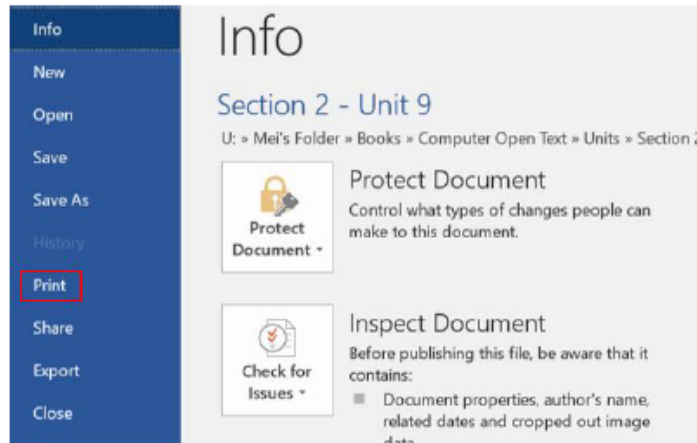 Info
New
Open
Save
Save As
History
Print
Share
Export
Close
Info
Section 2 - Unit 9
U: » Mei's Folder » Books » Computer Open Text » Units » Section 2
Protect
Document
Protect Document
Control what types of changes people can
make to this document.
Check for
Issues
Inspect Document
Before publishing this file, be aware that it
contains:
Document properties, author's name,
related dates and cropped out image
data